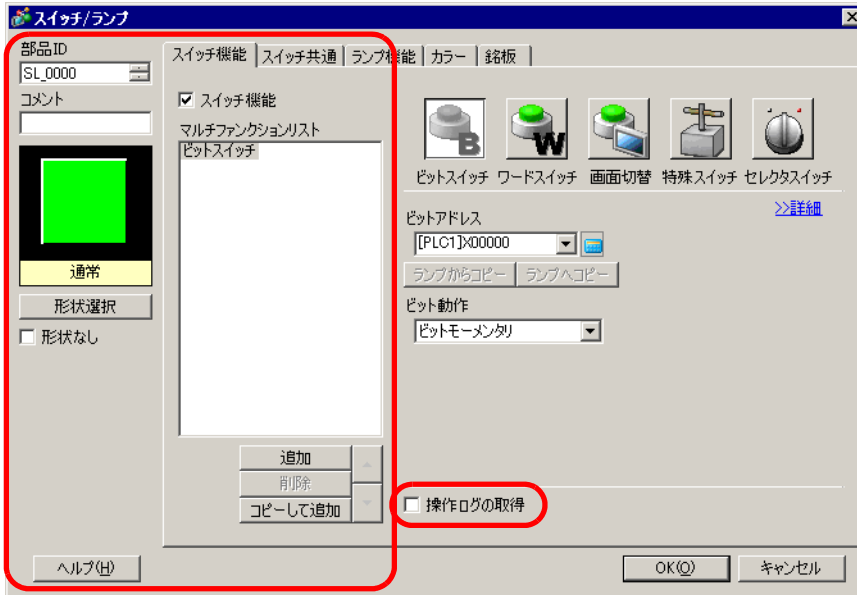 スイッチ/ランプ
部品ID
SL_0000
コメント
通常
形状選択
形状なし
スイッチ機能 スイッチ共通 ランプ機能 カラー 銘板
スイッチ機能
マルチファンクションリスト
ビットスイッチ
追加
削除
コピーして追加
B W
ビットスイッチ ワードスイッチ 画面切替 特殊スイッチ セレクタスイッチ
>>詳細
ビットアドレス
[PLC1]X00000
ランプからコピー ランプへコピー
ビット動作
ビットモーメンタリ
操作ログの取得
ヘルプ(H) OK(O) キャンセル